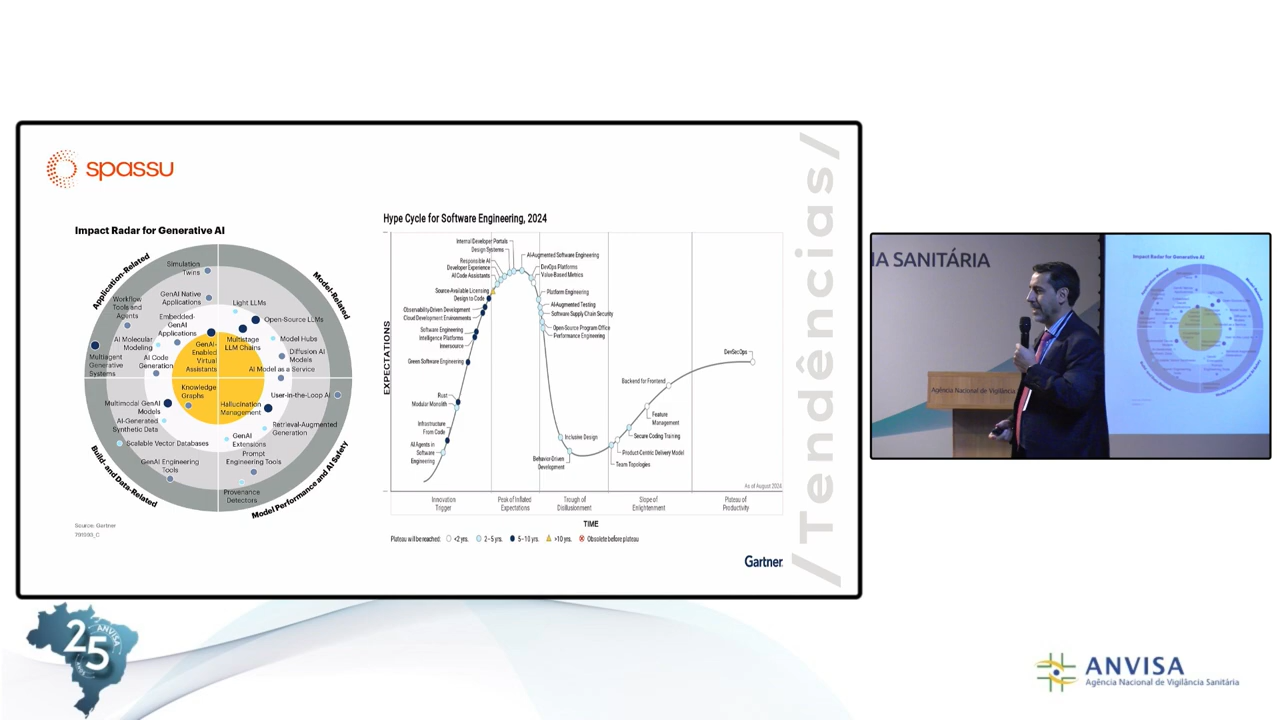 spassu
/Tendências/
Impact Radar for Generative AI
Application-Related
Model-Related
Simulation
Twins
GenAI Native
Applications
Workflow
Tools and
Agents
Embedded-
GenAI
Applications
AI Molecular
Modeling
Multiagent
Generative
Systems
AI Code
Generation
GenAI-
Enabled
Virtual
Assistants
Light LLMs
Open-Source LLMs
Multistage
LLM Chains
Model Hubs
Diffusion AI
Models
AI Model as a Service
Knowledge
Graphs
Multimodal GenAI
Models
AI-Generated
Synthetic Data
Scalable Vector Databases
GenAI Engineering
Tools
User-in-the-Loop AI
Hallucination
Management
Retrieval-Augmented
Generation
GenAI
Extensions
Prompt
Engineering Tools
Provenance
Detectors
Build- and Data-Related
Model Performance and AI Safety
Source: Gartner
Hype Cycle for Software Engineering, 2024
EXPECTATIONS
Internal Developer Portals
Design Systems
Responsible AI
Developer Experience
AI Code Assistants
Source-Available Licensing
Design to Code
Observability-Driven Development
Cloud Development Environments
Software Engineering
Intelligence Platforms
Innersource
Green Software Engineering
Rust
Modular Monolith
Infrastructure
From Code
AI Agents in
Software
Engineering
AI-Augmented Software Engineering
DevOps Platforms
Value-Based Metrics
Platform Engineering
AI-Augmented Testing
Software Supply Chain Security
Open-Source Program Office
Performance Engineering
Inclusive Design
Behavior-Driven
Development
Team Topologies
Product-Centric Delivery Model
Secure Coding Training
Feature
Management
Backend for Frontend
DevSecOps
As of August 2024
Innovation
Trigger
Peak of Inflated
Expectations
Trough of
Disillusionment
Slope of
Enlightenment
Plateau of
Productivity
TIME
Plateau will be reached: <2 yrs. 2-5 yrs. 5-10 yrs. >10 yrs. Obsolete before plateau
Gartner
IA SANITÁRIA
Impact Radar for Generative AI
Agência Nacional de Vigilância
25
ANVISA
ANVISA
Agência Nacional de Vigilância Sanitária